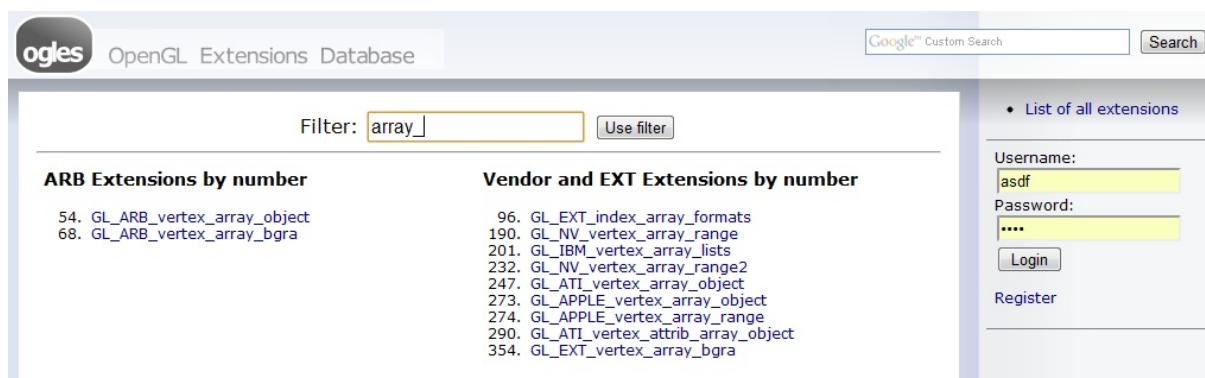 ogles OpenGL Extensions Database
Google™ Custom Search Search
Filter: array_ Use filter
ARB Extensions by number
54. GL_ARB_vertex_array_object
68. GL_ARB_vertex_array_bgra
Vendor and EXT Extensions by number
96. GL_EXT_index_array_formats
190. GL_NV_vertex_array_range
201. GL_IBM_vertex_array_lists
232. GL_NV_vertex_array_range2
247. GL_ATI_vertex_array_object
273. GL_APPLE_vertex_array_object
274. GL_APPLE_vertex_array_range
290. GL_ATI_vertex_attrib_array_object
354. GL_EXT_vertex_array_bgra
• List of all extensions
Username:
asdf
Password:
••••
Login
Register